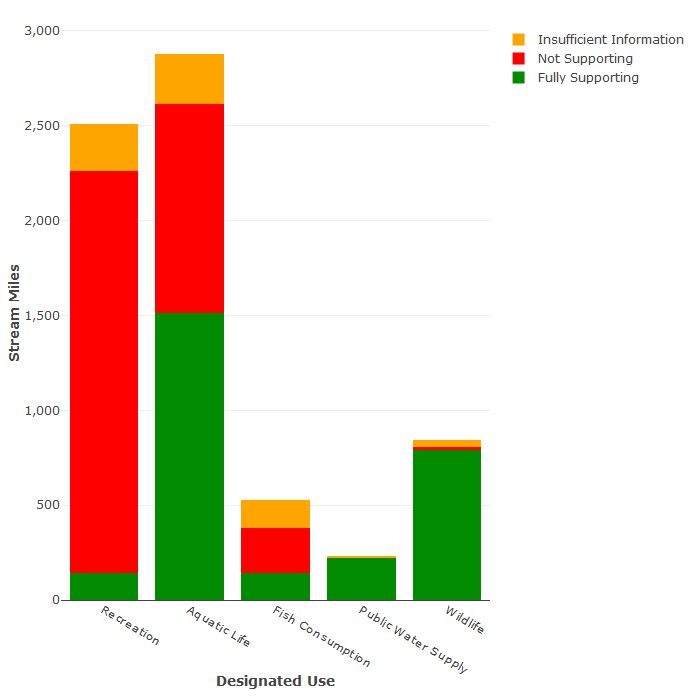 3,000
2,500
2,000
1,500
1,000
500
0
Stream Miles
Recreation
Aquatic Life
Fish Consumption
Public Water Supply
Wildlife
Designated Use
Insufficient Information
Not Supporting
Fully Supporting